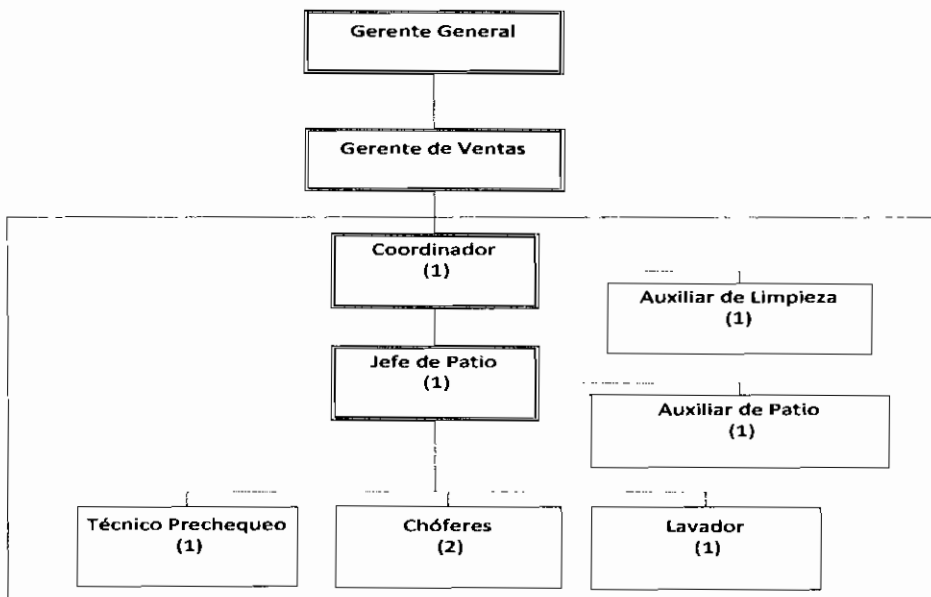 Gerente General
Gerente de Ventas
Coordinador
(1)
Auxiliar de Limpieza
(1)
Jefe de Patio
(1)
Auxiliar de Patio
(1)
Técnico Prechequeo
(1)
Chóferes
(2)
Lavador
(1)